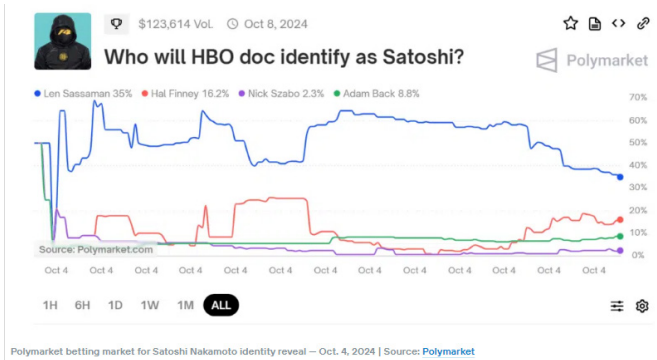 $123,614 Vol. Oct 8, 2024
Who will HBO doc identify as Satoshi?
Polymarket
Len Sassaman 35% Hal Finney 16.2% Nick Szabo 2.3% Adam Back 8.8%
70%
60%
50%
40%
30%
20%
10%
0%
Source: Polymarket.com
Oct 4 Oct 4 Oct 4 Oct 4 Oct 4 Oct 4 Oct 4 Oct 4 Oct 4 Oct 4 Oct 4 Oct 4 Oct 4
1H 6H 1D 1W 1M ALL
Polymarket betting market for Satoshi Nakamoto identity reveal — Oct. 4, 2024 | Source: Polymarket